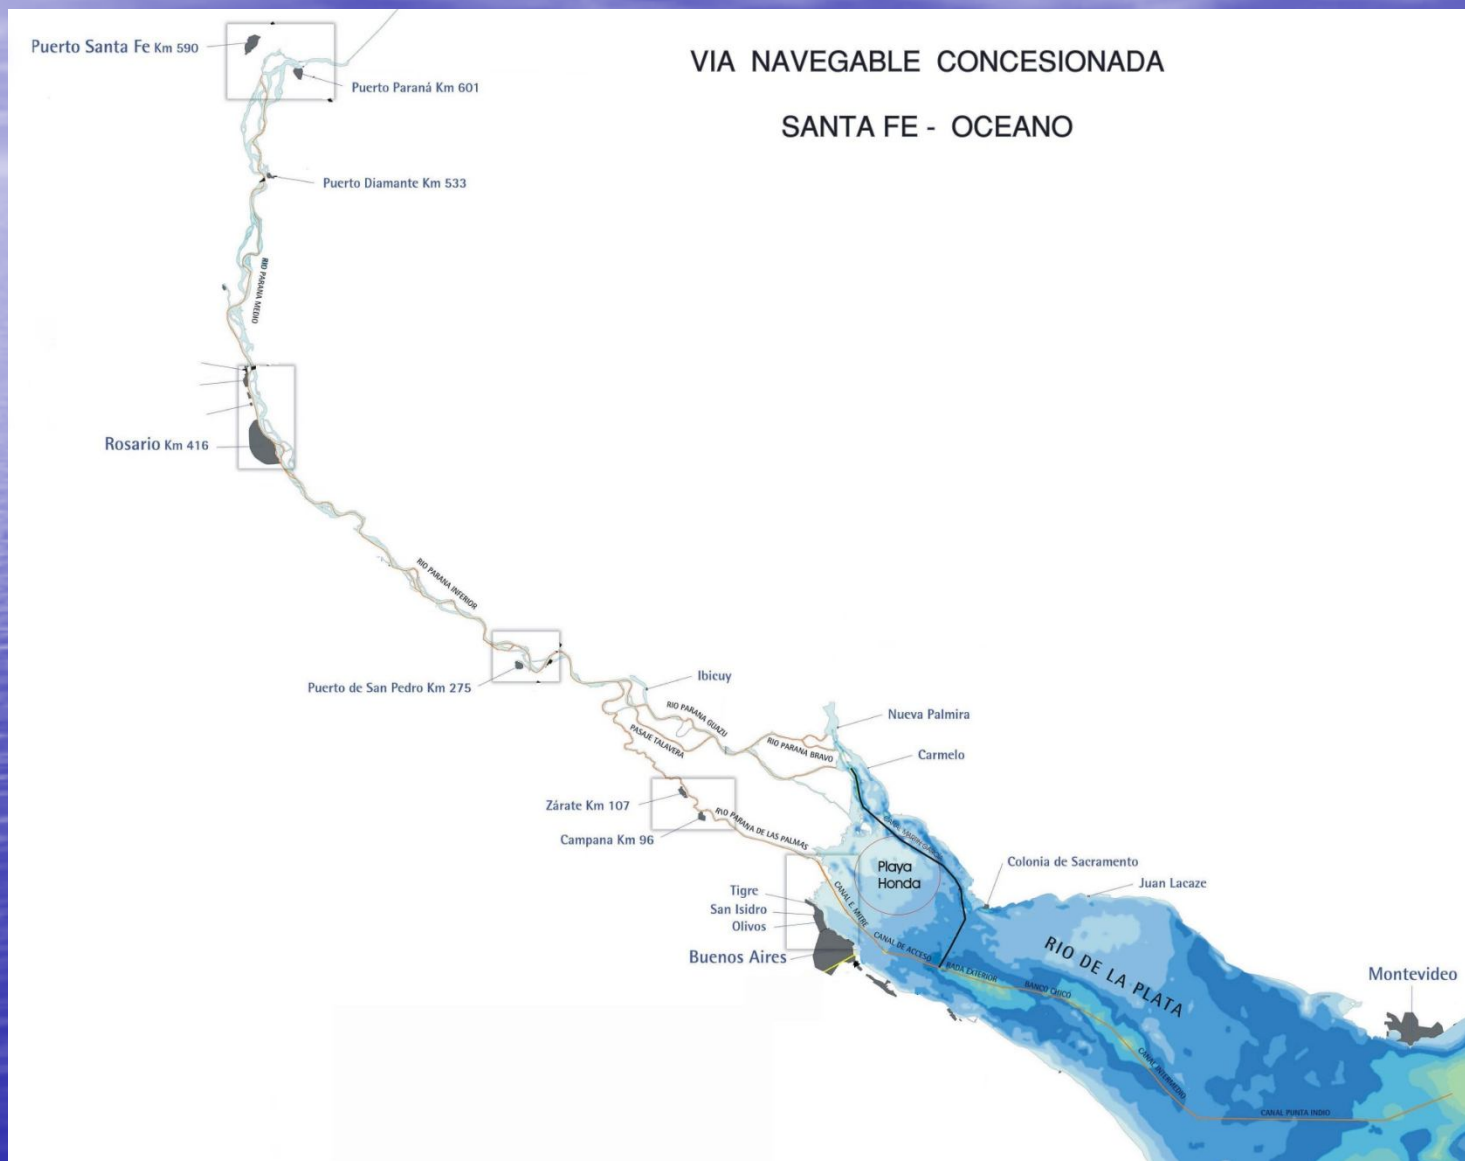 VIA NAVEGABLE CONCESIONADA
SANTA FE - OCEANO
Puerto Santa Fe Km 590
Puerto Paraná Km 601
Puerto Diamante Km 533
RIO PARANA MEDIO
Rosario Km 416
RIO PARANA INFERIOR
Puerto de San Pedro Km 275
Ibicuy
RIO PARANA GUAZU
Nueva Palmira
PASAJE TALAVERA
RIO PARANA BRAVO
Carmelo
Zárate Km 107
RIO PARANA DE LAS PALMAS
Campana Km 96
CANAL MARTIN GARCIA
Playa
Honda
Colonia de Sacramento
Juan Lacaze
Tigre
San Isidro
Olivos
CANAL E. MITRE
Buenos Aires
CANAL DE ACCESO
RADA EXTERIOR
BANCO CHICO
RIO DE LA PLATA
Montevideo
CANAL INTERMEDIO
CANAL PUNTA INDIO